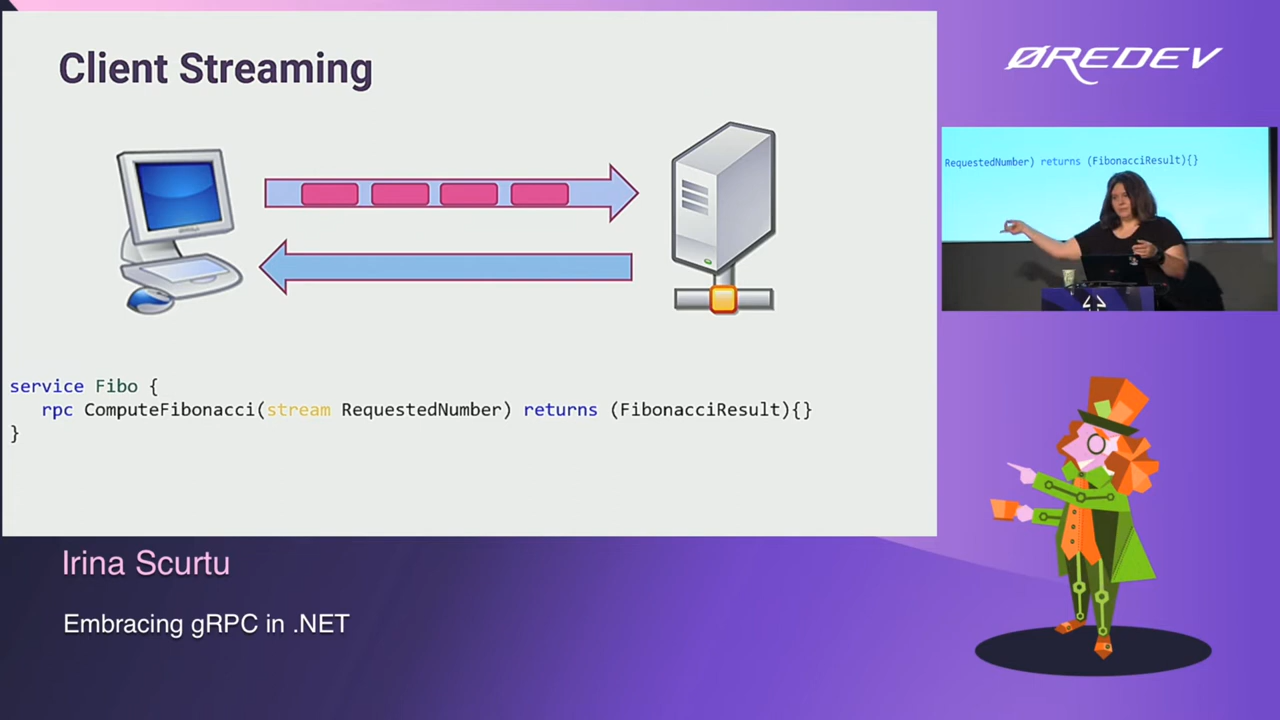 Client Streaming
service Fibo {
rpc ComputeFibonacci(stream RequestedNumber) returns (FibonacciResult){}
}
ØREDEV
RequestedNumber) returns (FibonacciResult){}
Irina Scurtu
Embracing gRPC in .NET